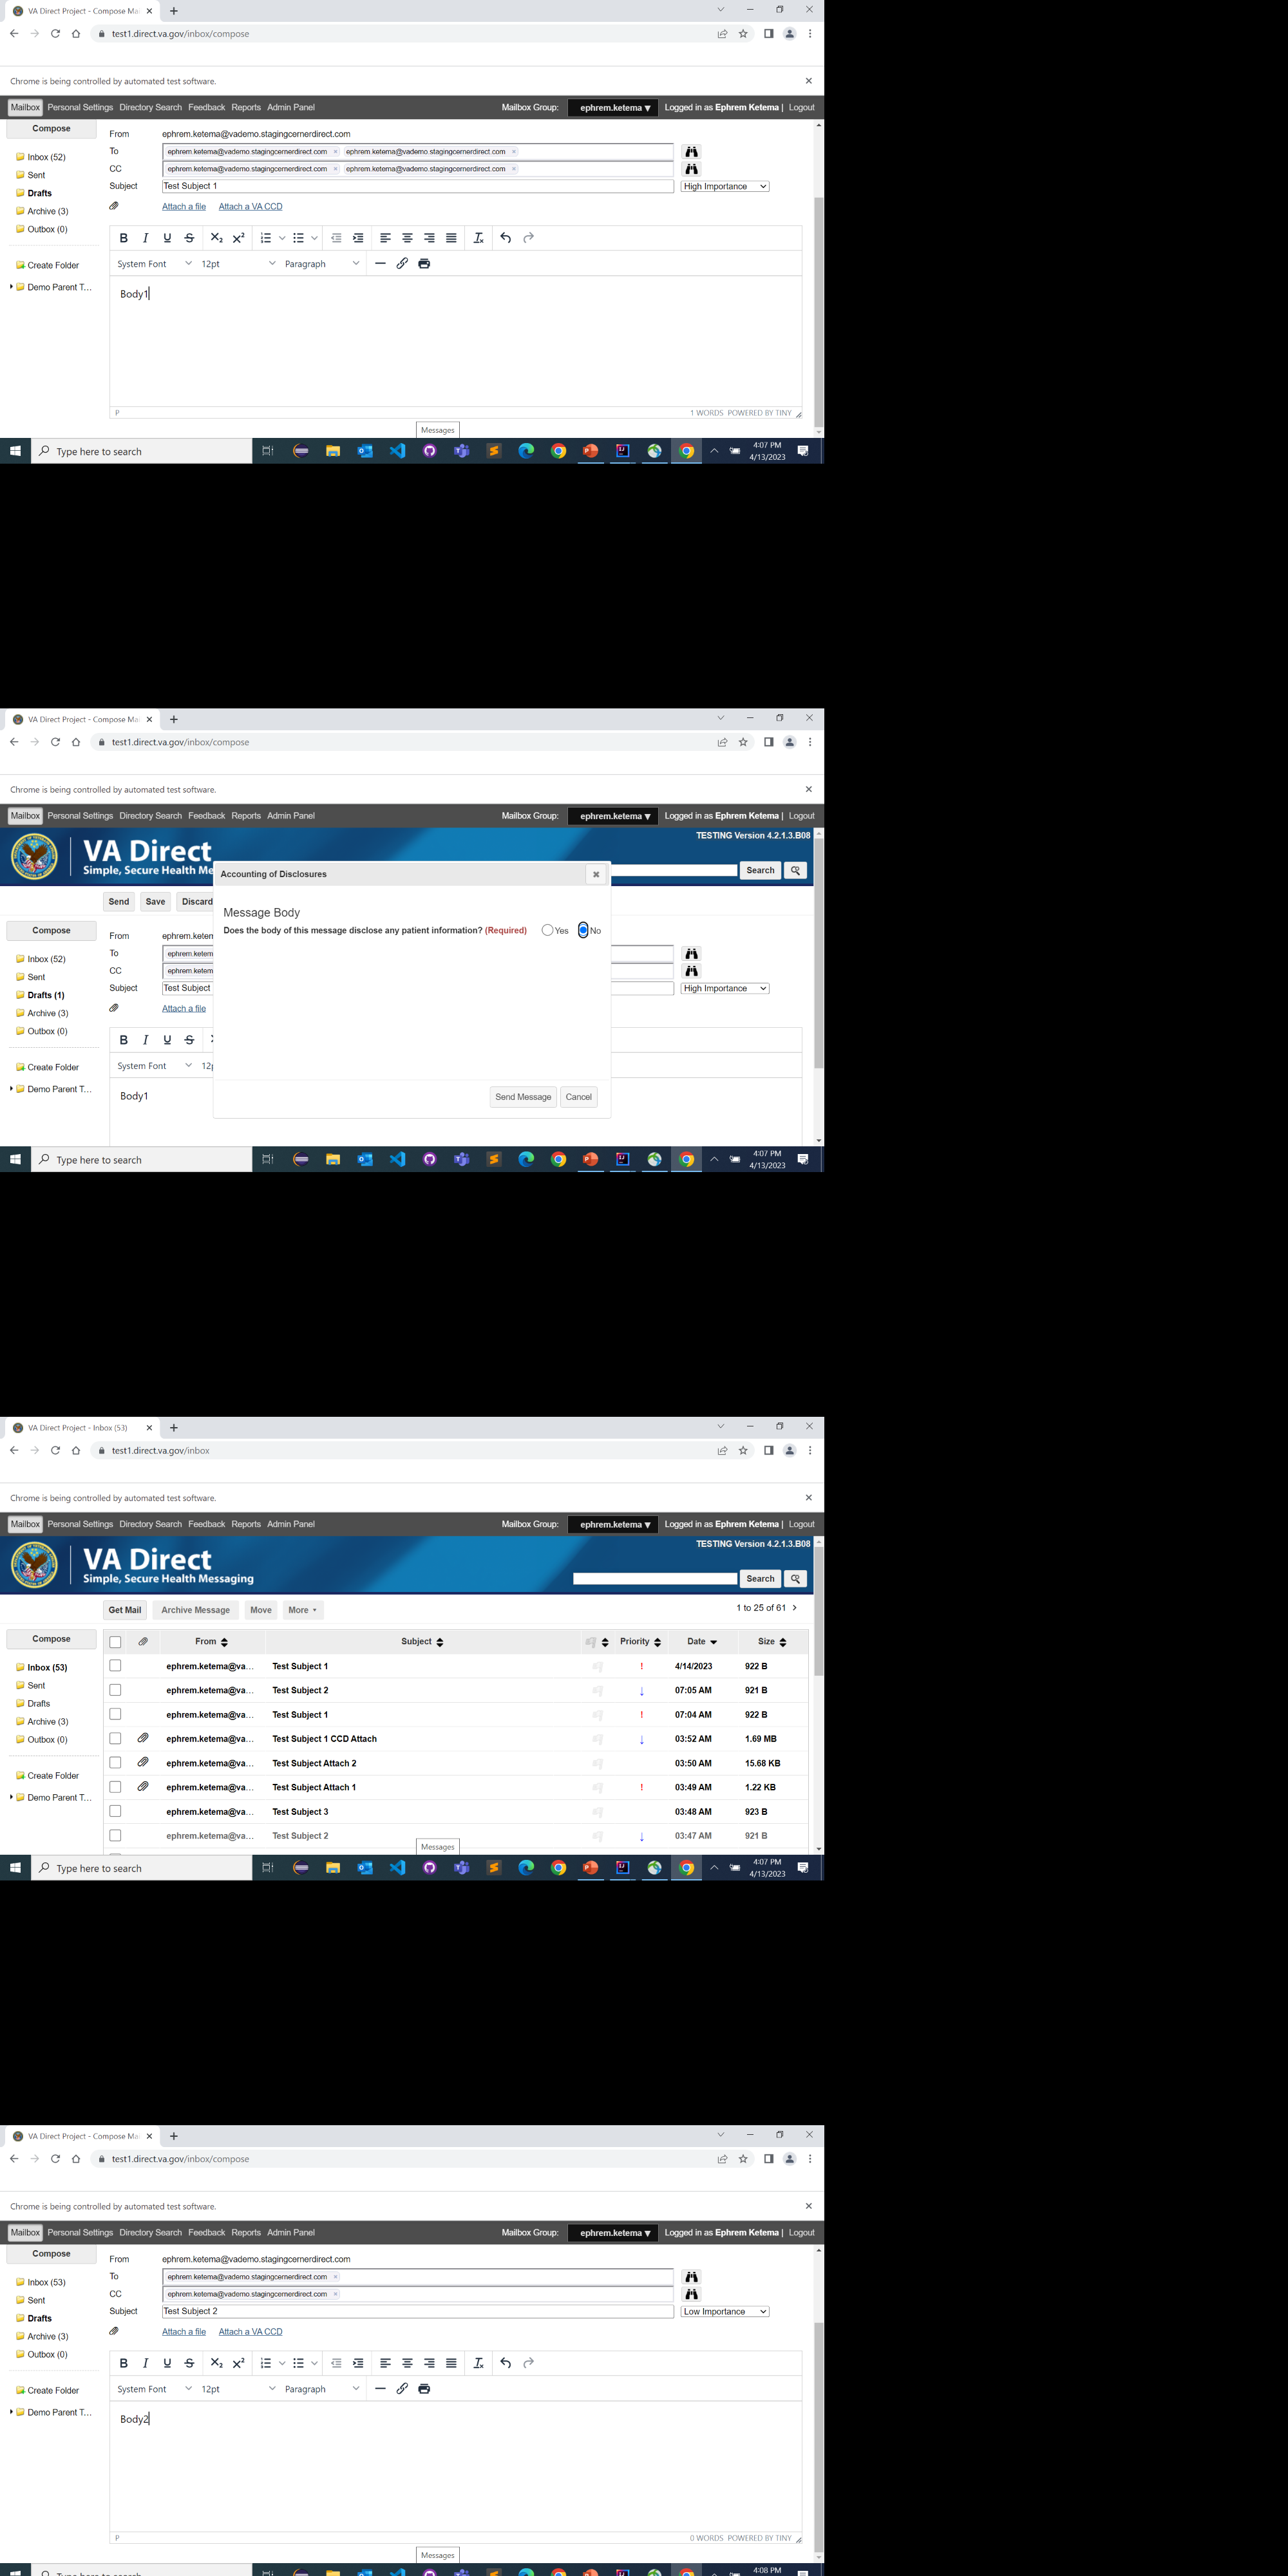 VA Direct Project - Compose Ma
test1.direct.va.gov/inbox/compose
Chrome is being controlled by automated test software.
Mailbox Personal Settings Directory Search Feedback Reports Admin Panel Mailbox Group: ephrem.ketema ▼ Logged in as Ephrem Ketema | Logout
Compose
From ephrem.ketema@vademo.stagingcernerdirect.com
Inbox (52)
To ephrem.ketema@vademo.stagingcernerdirect.com × ephrem.ketema@vademo.stagingcernerdirect.com ×
Sent
CC ephrem.ketema@vademo.stagingcernerdirect.com × ephrem.ketema@vademo.stagingcernerdirect.com ×
Drafts
Subject Test Subject 1 High Importance
Archive (3)
Attach a file Attach a VA CCD
Outbox (0)
Create Folder
System Font 12pt Paragraph
Demo Parent T...
Body1
P 1 WORDS POWERED BY TINY
Messages
Type here to search
4:07 PM
4/13/2023
VA Direct Project - Compose Ma
test1.direct.va.gov/inbox/compose
Chrome is being controlled by automated test software.
Mailbox Personal Settings Directory Search Feedback Reports Admin Panel Mailbox Group: ephrem.ketema ▼ Logged in as Ephrem Ketema | Logout
TESTING Version 4.2.1.3.B08
VA Direct
Simple, Secure Health Me
Search
Accounting of Disclosures
Send Save Discard
Message Body
Does the body of this message disclose any patient information? (Required) Yes No
Compose
From ephrem.keten
Inbox (52)
To ephrem.ketem
Sent
CC ephrem.ketem
Drafts (1)
Subject Test Subject High Importance
Archive (3)
Attach a file
Outbox (0)
Create Folder
System Font 12p
Demo Parent T...
Body1
Send Message Cancel
Type here to search
4:07 PM
4/13/2023
VA Direct Project - Inbox (53)
test1.direct.va.gov/inbox
Chrome is being controlled by automated test software.
Mailbox Personal Settings Directory Search Feedback Reports Admin Panel Mailbox Group: ephrem.ketema ▼ Logged in as Ephrem Ketema | Logout
TESTING Version 4.2.1.3.B08
VA Direct
Simple, Secure Health Messaging
Search
Get Mail Archive Message Move More 1 to 25 of 61
Compose
From Subject Priority Date Size
Inbox (53)
ephrem.ketema@va... Test Subject 1 ! 4/14/2023 922 B
Sent
ephrem.ketema@va... Test Subject 2 ↓ 07:05 AM 921 B
Drafts
ephrem.ketema@va... Test Subject 1 ! 07:04 AM 922 B
Archive (3)
Outbox (0)
ephrem.ketema@va... Test Subject 1 CCD Attach ↓ 03:52 AM 1.69 MB
ephrem.ketema@va... Test Subject Attach 2 03:50 AM 15.68 KB
Create Folder
ephrem.ketema@va... Test Subject Attach 1 ! 03:49 AM 1.22 KB
Demo Parent T...
ephrem.ketema@va... Test Subject 3 03:48 AM 923 B
ephrem.ketema@va... Test Subject 2 ↓ 03:47 AM 921 B
Messages
Type here to search
4:07 PM
4/13/2023
VA Direct Project - Compose Ma
test1.direct.va.gov/inbox/compose
Chrome is being controlled by automated test software.
Mailbox Personal Settings Directory Search Feedback Reports Admin Panel Mailbox Group: ephrem.ketema ▼ Logged in as Ephrem Ketema | Logout
Compose
From ephrem.ketema@vademo.stagingcernerdirect.com
To ephrem.ketema@vademo.stagingcernerdirect.com ×
Inbox (53)
CC ephrem.ketema@vademo.stagingcernerdirect.com ×
Sent
Subject Test Subject 2 Low Importance
Drafts
Attach a file Attach a VA CCD
Archive (3)
Outbox (0)
Create Folder
System Font 12pt Paragraph
Demo Parent T...
Body2
P 0 WORDS POWERED BY TINY
Messages
Type here to search
4:08 PM